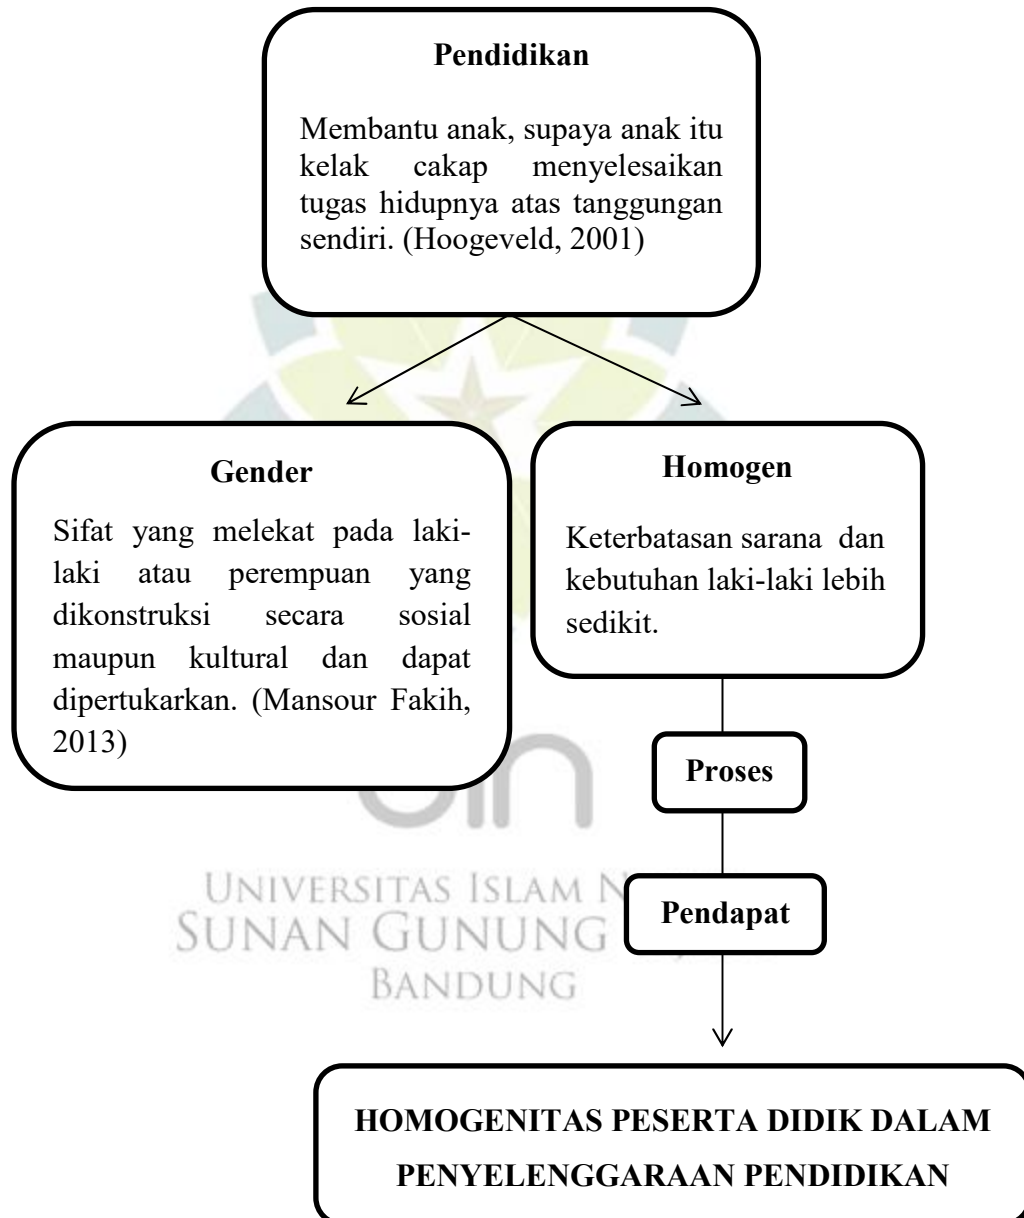 Pendidikan
Membantu anak, supaya anak itu
kelak cakap menyelesaikan
tugas hidupnya atas tanggungan
sendiri. (Hoogeveld, 2001)
Gender
Sifat yang melekat pada laki-
laki atau perempuan yang
dikonstruksi secara sosial
maupun kultural dan dapat
dipertukarkan. (Mansour Fakih,
2013)
Homogen
Keterbatasan sarana dan
kebutuhan laki-laki lebih
sedikit.
Proses
Pendapat
uin
UNIVERSITAS ISLAM
SUNAN GUNUNG
BANDUNG
HOMOGENITAS PESERTA DIDIK DALAM
PENYELENGGARAAN PENDIDIKAN